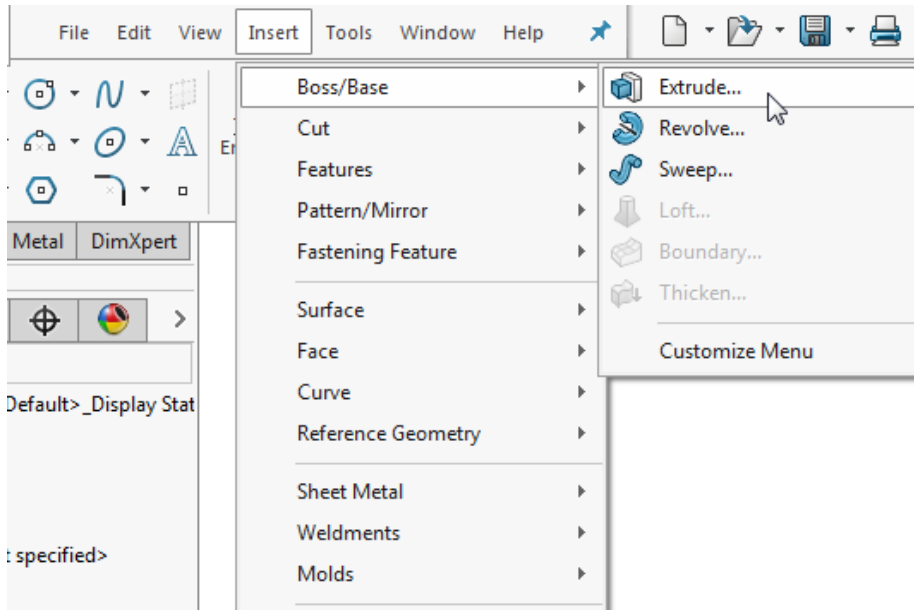 File Edit View Insert Tools Window Help
Boss/Base
Extrude...
Cut
Revolve...
Features
Sweep...
Pattern/Mirror
Loft...
Fastening Feature
Boundary...
Thicken...
Surface
Face
Customize Menu
Curve
Reference Geometry
Sheet Metal
Weldments
Molds
Metal DimXpert
Default>_Display Stat
specified>